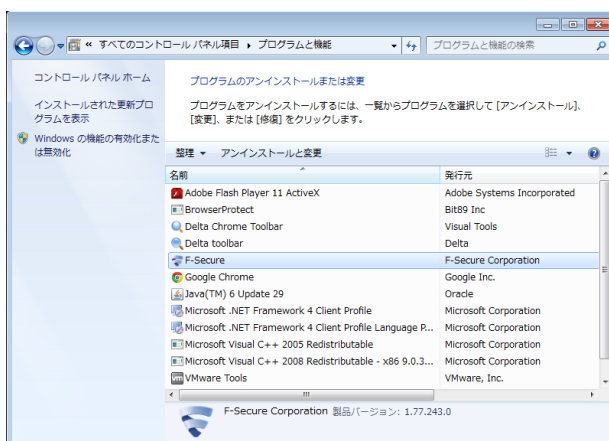 « すべてのコントロール パネル項目 ▸ プログラムと機能
プログラムと機能の検索
コントロール パネル ホーム
インストールされた更新プロ
グラムを表示
Windows の機能の有効化また
は無効化
プログラムのアンインストールまたは変更
プログラムをアンインストールするには、一覧からプログラムを選択して [アンインストール]、
[変更]、または [修復] をクリックします。
整理 ▼ アンインストールと変更
名前 発行元
Adobe Flash Player 11 ActiveX Adobe Systems Incorporated
BrowserProtect Bit89 Inc
Delta Chrome Toolbar Visual Tools
Delta toolbar Delta
F-Secure F-Secure Corporation
Google Chrome Google Inc.
Java(TM) 6 Update 29 Oracle
Microsoft .NET Framework 4 Client Profile Microsoft Corporation
Microsoft .NET Framework 4 Client Profile Language P... Microsoft Corporation
Microsoft Visual C++ 2005 Redistributable Microsoft Corporation
Microsoft Visual C++ 2008 Redistributable - x86 9.0.3... Microsoft Corporation
VMware Tools VMware, Inc.
F-Secure Corporation 製品バージョン: 1.77.243.0